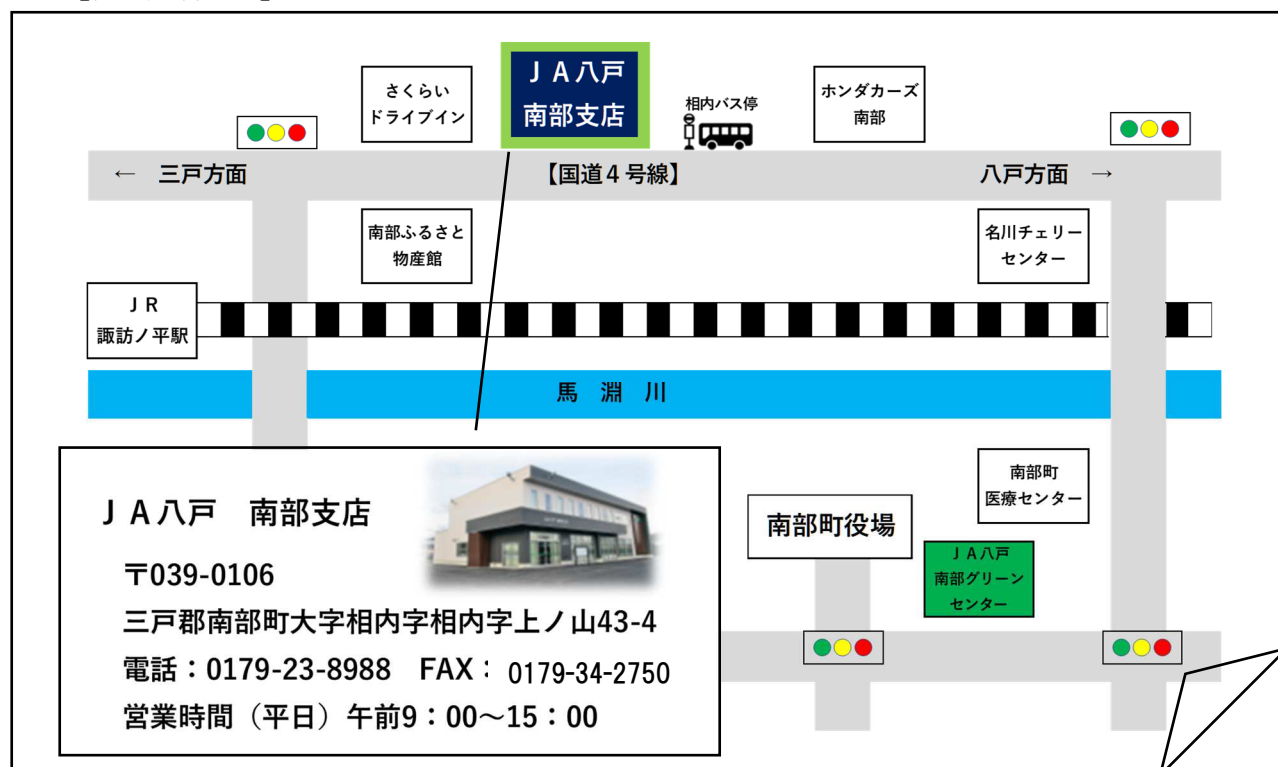 さくらい
ドライブイン
ＪＡ八戸
南部支店
相内バス停
ホンダカーズ
南部
← 三戸方面
【国道４号線】
八戸方面 →
南部ふるさと
物産館
名川チェリー
センター
ＪＲ
諏訪ノ平駅
馬 淵 川
南部町
医療センター
南部町役場
ＪＡ八戸
南部グリーン
センター
ＪＡ八戸 南部支店
〒039-0106
三戸郡南部町大字相内字相内字上ノ山43-4
電話：0179-23-8988 FAX：0179-34-2750
営業時間（平日）午前9：00～15：00